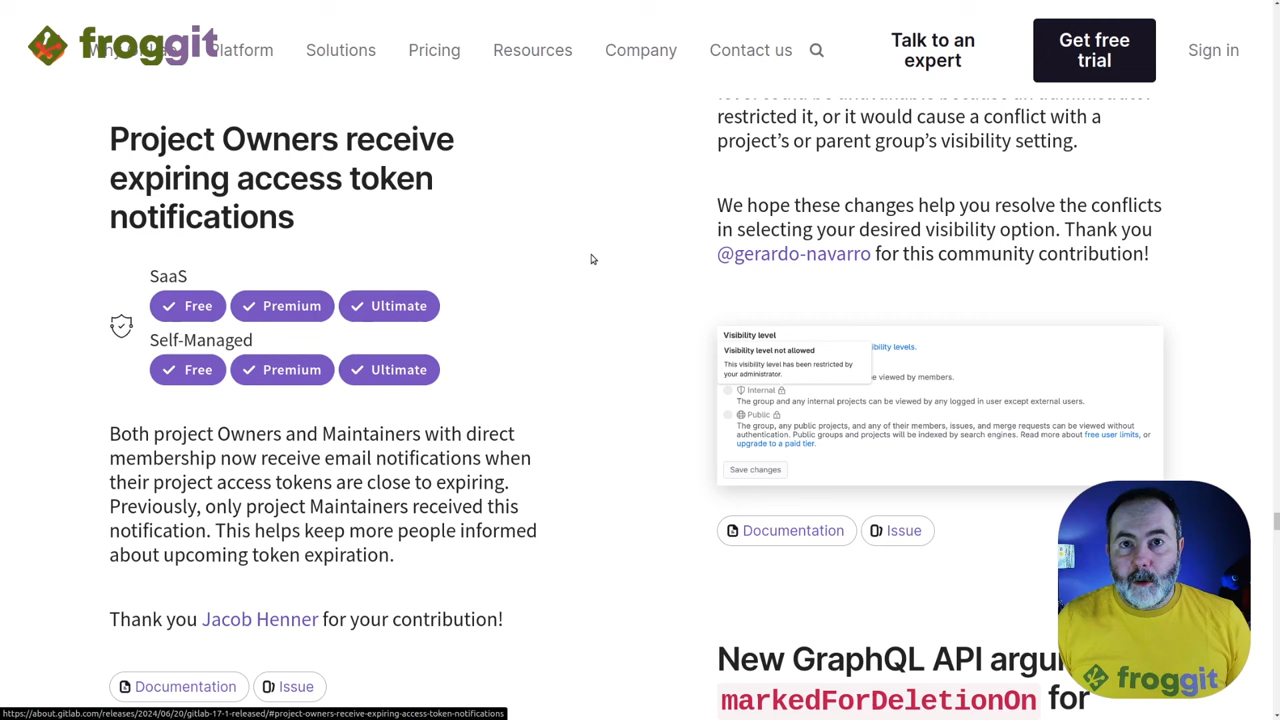 froggit
Platform
Solutions
Pricing
Resources
Company
Contact us
Talk to an
expert
Get free
trial
Sign in
Project Owners receive
expiring access token
notifications
SaaS
Free
Premium
Ultimate
Self-Managed
Free
Premium
Ultimate
Both project Owners and Maintainers with direct
membership now receive email notifications when
their project access tokens are close to expiring.
Previously, only project Maintainers received this
notification. This helps keep more people informed
about upcoming token expiration.
Thank you Jacob Henner for your contribution!
Documentation
Issue
https://about.gitlab.com/releases/2024/06/20/gitlab-17-1-released/#project-owners-receive-expiring-access-token-notifications
restricted it, or it would cause a conflict with a
project’s or parent group’s visibility setting.
We hope these changes help you resolve the conflicts
in selecting your desired visibility option. Thank you
@gerardo-navarro for this community contribution!
Visibility level
Visibility level not allowed
This visibility level has been restricted by
your administrator.
levels.
viewed by members.
Internal
The group and any internal projects can be viewed by any logged in user except external users.
Public
The group, any public projects, and any of their members, issues, and merge requests can be viewed without
authentication. Public groups and projects will be indexed by search engines. Read more about free user limits, or
upgrade to a paid tier.
Save changes
Documentation
Issue
New GraphQL API
markedForDeletionOn for
froggit